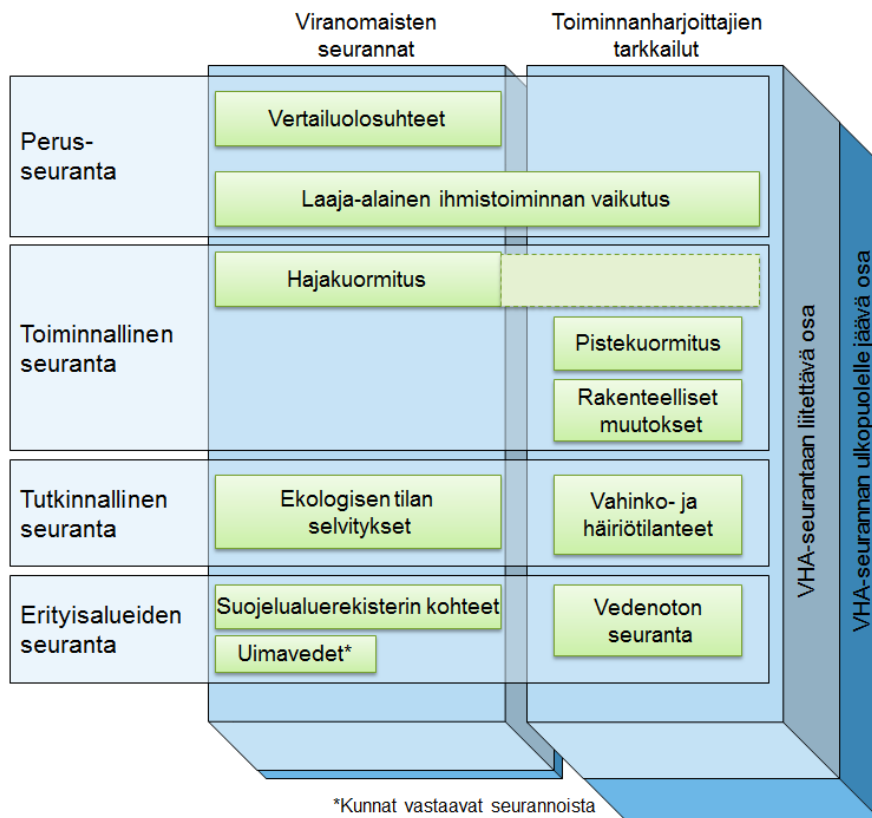 Viranomaisten
seurannat
Toiminnanharjoittajien
tarkkailut
Perus-
seuranta
Vertailuolosuhteet
Laaja-alainen ihmistoiminnan vaikutus
Toiminnallinen
seuranta
Hajakuormitus
Pistekuormitus
Rakenteelliset
muutokset
Tutkinnallinen
seuranta
Ekologisen tilan
selvitykset
Vahinko- ja
häiriötilanteet
Erityisalueiden
seuranta
Suojelualuerekisterin kohteet
Uimavedet*
Vedenoton
seuranta
VHA-seurantaan liitettävä osa
VHA-seurannan ulkopuolelle jäävä osa
*Kunnat vastaavat seurannoista